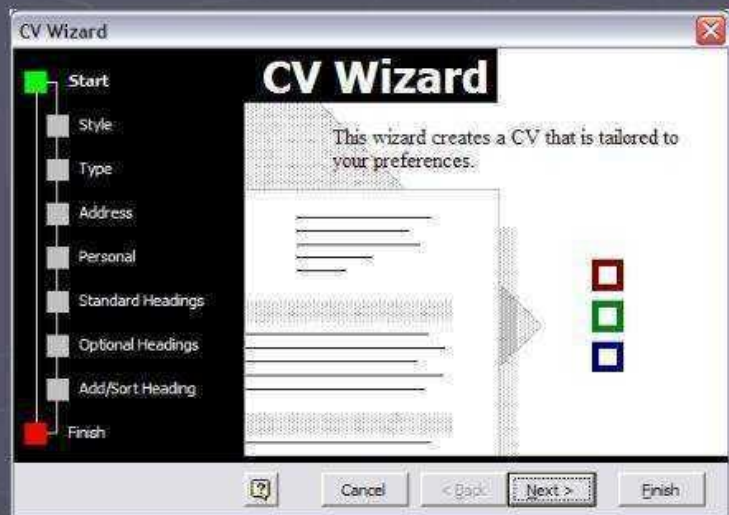 CV Wizard
Start
Style
Type
Address
Personal
Standard Headings
Optional Headings
Add/Sort Heading
Finish
CV Wizard
This wizard creates a CV that is tailored to
your preferences.
?
Cancel
< Back
Next >
Finish